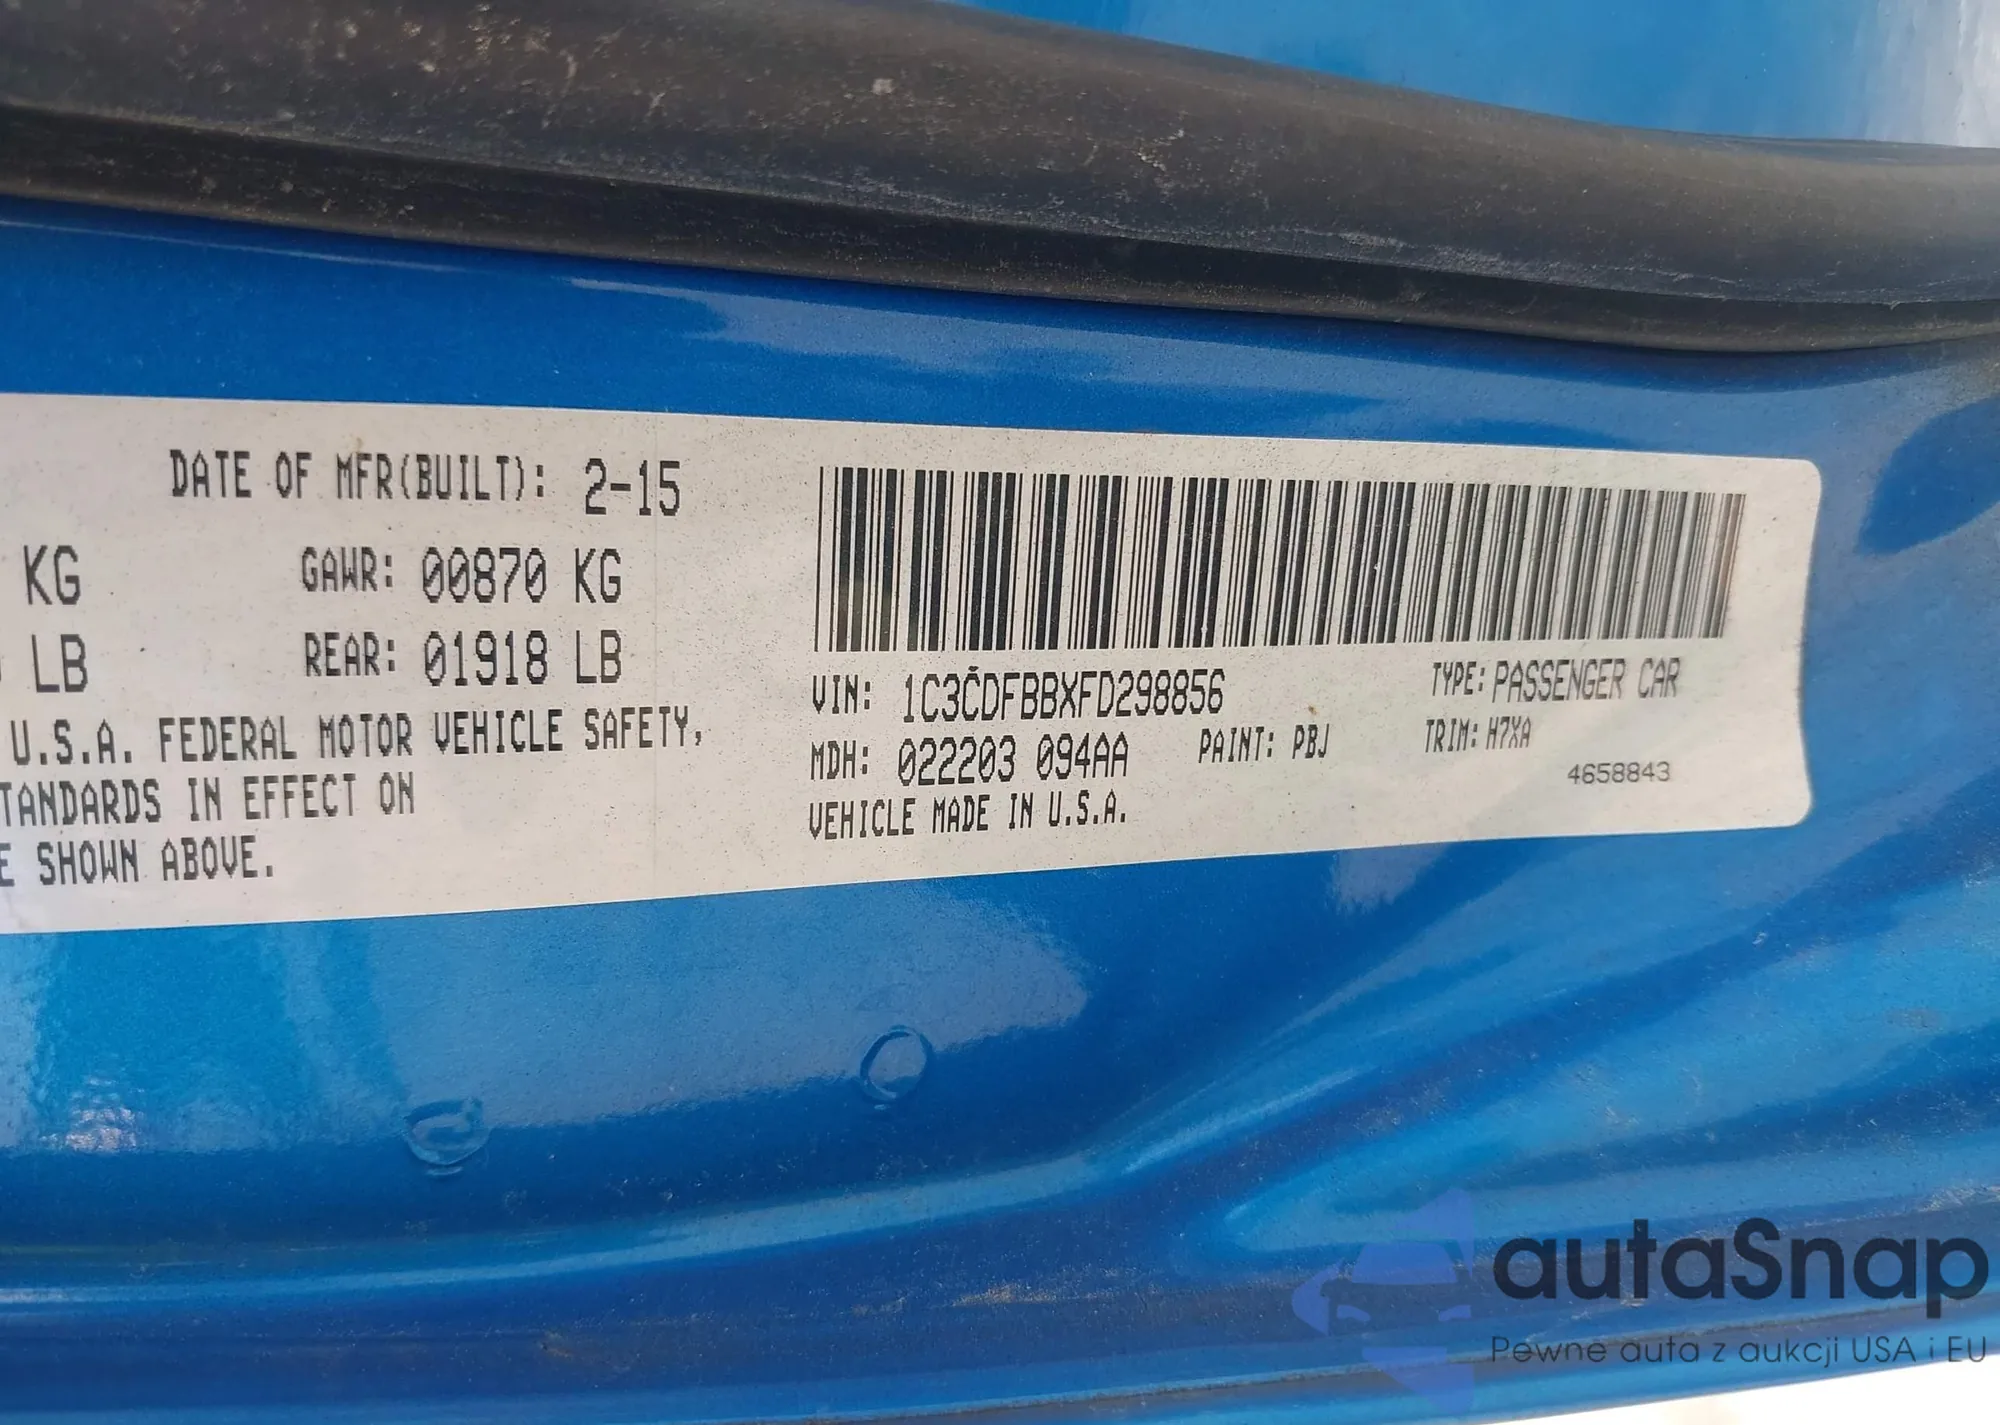 DATE OF MFR(BUILT): 2-15
KG GAWR: 00870 KG
LB REAR: 01918 LB
U.S.A. FEDERAL MOTOR VEHICLE SAFETY,
TANDARDS IN EFFECT ON
E SHOWN ABOVE.
VIN: 1C3CDFBBXFD298856 TYPE: PASSENGER CAR
MDH: 022203 094AA PAINT: PBJ TRIM: H7XA
4658843
VEHICLE MADE IN U.S.A.
autaSnap
Pewne auta z aukcji USA i EU